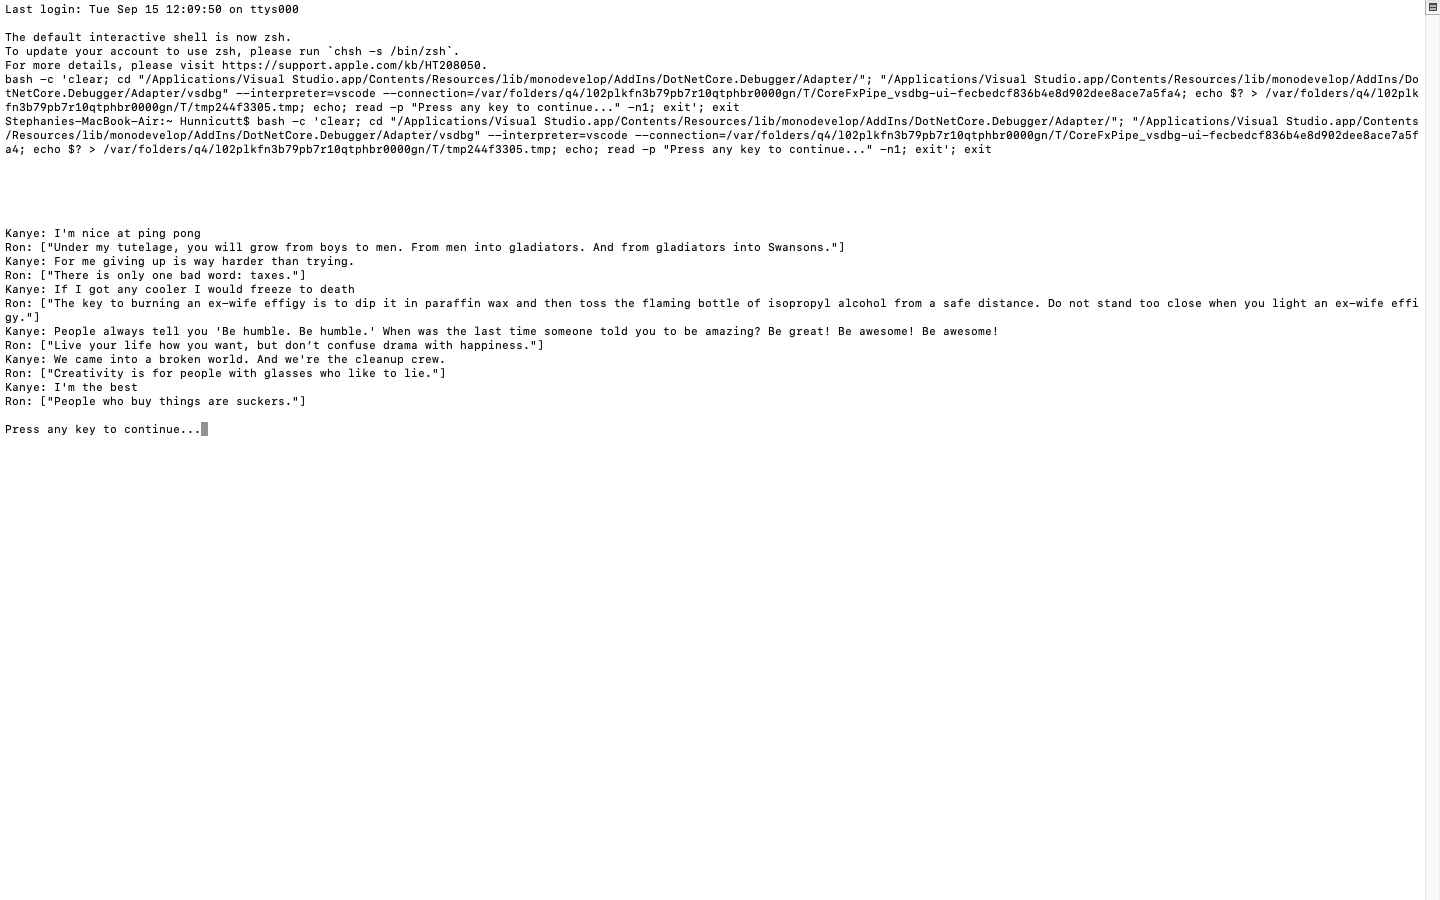 Last login: Tue Sep 15 12:09:50 on ttys000
The default interactive shell is now zsh.
To update your account to use zsh, please run `chsh -s /bin/zsh`.
For more details, please visit https://support.apple.com/kb/HT208050.
bash -c 'clear; cd "/Applications/Visual Studio.app/Contents/Resources/lib/monodevelop/AddIns/DotNetCore.Debugger/Adapter/"; "/Applications/Visual Studio.app/Contents/Resources/lib/monodevelop/AddIns/Do
tNetCore.Debugger/Adapter/vsdbg" --interpreter=vscode --connection=/var/folders/q4/l02plkfn3b79pb7r10qtphbr0000gn/T/CoreFxPipe_vsdbg-ui-fecbedcf836b4e8d902dee8ace7a5fa4; echo $? > /var/folders/q4/l02plk
fn3b79pb7r10qtphbr0000gn/T/tmp244f3305.tmp; echo; read -p "Press any key to continue..." -n1; exit'; exit
Stephanies-MacBook-Air:~ Hunnicutt$ bash -c 'clear; cd "/Applications/Visual Studio.app/Contents/Resources/lib/monodevelop/AddIns/DotNetCore.Debugger/Adapter/"; "/Applications/Visual Studio.app/Contents
/Resources/lib/monodevelop/AddIns/DotNetCore.Debugger/Adapter/vsdbg" --interpreter=vscode --connection=/var/folders/q4/l02plkfn3b79pb7r10qtphbr0000gn/T/CoreFxPipe_vsdbg-ui-fecbedcf836b4e8d902dee8ace7a5f
a4; echo $? > /var/folders/q4/l02plkfn3b79pb7r10qtphbr0000gn/T/tmp244f3305.tmp; echo; read -p "Press any key to continue..." -n1; exit'; exit
Kanye: I'm nice at ping pong
Ron: ["Under my tutelage, you will grow from boys to men. From men into gladiators. And from gladiators into Swansons."]
Kanye: For me giving up is way harder than trying.
Ron: ["There is only one bad word: taxes."]
Kanye: If I got any cooler I would freeze to death
Ron: ["The key to burning an ex-wife effigy is to dip it in paraffin wax and then toss the flaming bottle of isopropyl alcohol from a safe distance. Do not stand too close when you light an ex-wife effi
gy."]
Kanye: People always tell you 'Be humble. Be humble.' When was the last time someone told you to be amazing? Be great! Be awesome! Be awesome!
Ron: ["Live your life how you want, but don’t confuse drama with happiness."]
Kanye: We came into a broken world. And we're the cleanup crew.
Ron: ["Creativity is for people with glasses who like to lie."]
Kanye: I'm the best
Ron: ["People who buy things are suckers."]
Press any key to continue...